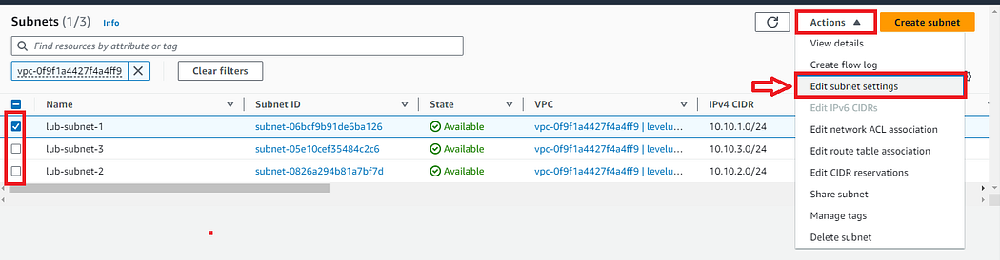 Subnets (1/3) Info
Actions
Create subnet
Find resources by attribute or tag
vpc-0f9f1a4427f4a4ff9
Clear filters
Name Subnet ID State VPC IPv4 CIDR
lub-subnet-1 subnet-06bcf9b91de6ba126 Available vpc-0f9f1a4427f4a4ff9 | levelu... 10.10.1.0/24
lub-subnet-3 subnet-05e10cef35484c2c6 Available vpc-0f9f1a4427f4a4ff9 | levelu... 10.10.3.0/24
lub-subnet-2 subnet-0826a294b81a7bf7d Available vpc-0f9f1a4427f4a4ff9 | levelu... 10.10.2.0/24
View details
Create flow log
Edit subnet settings
Edit IPv6 CIDRs
Edit network ACL association
Edit route table association
Edit CIDR reservations
Share subnet
Manage tags
Delete subnet